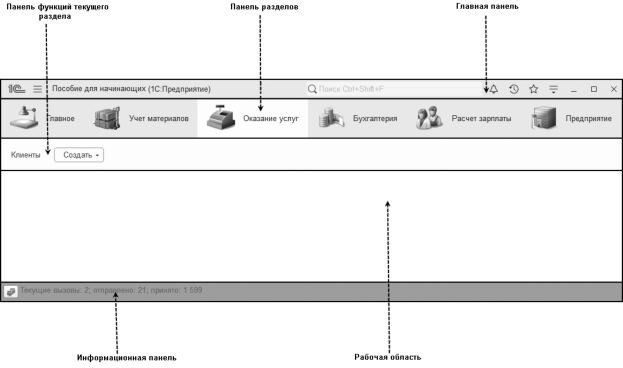 Панель функций текущего
раздела
Панель разделов
Главная панель
1С Пособие для начинающих (1С:Предприятие) Поиск Ctrl+Shift+F
Главное Учет материалов Оказание услуг Бухгалтерия Расчет зарплаты Предприятие
Клиенты Создать
Текущие вызовы: 2; отправлено: 21; принято: 1 599
Информационная панель
Рабочая область